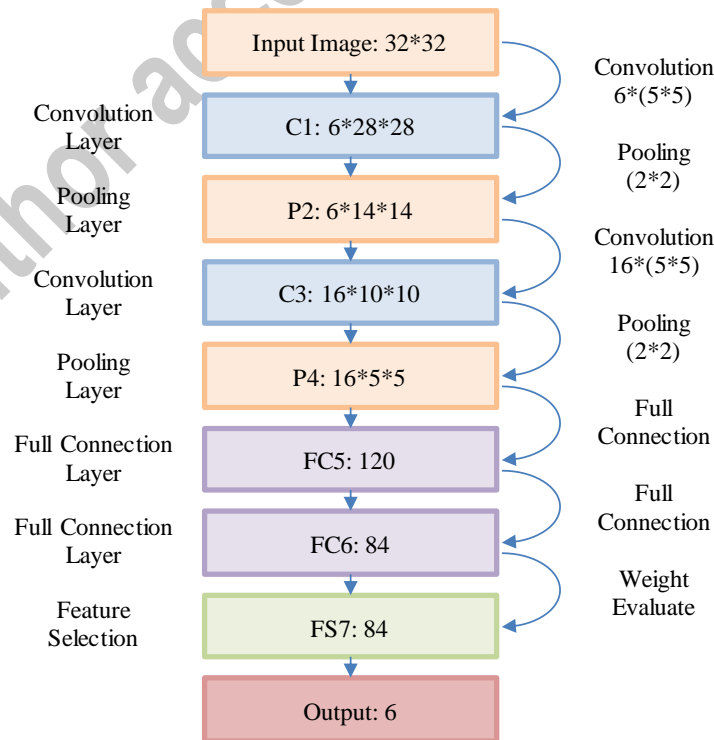 Input Image: 32*32
Convolution
6*(5*5)
Convolution
Layer
C1: 6*28*28
Pooling
(2*2)
Pooling
Layer
P2: 6*14*14
Convolution
16*(5*5)
Convolution
Layer
C3: 16*10*10
Pooling
(2*2)
Pooling
Layer
P4: 16*5*5
Full
Connection
Full Connection
Layer
FC5: 120
Full
Connection
Full Connection
Layer
FC6: 84
Weight
Evaluate
Feature
Selection
FS7: 84
Output: 6